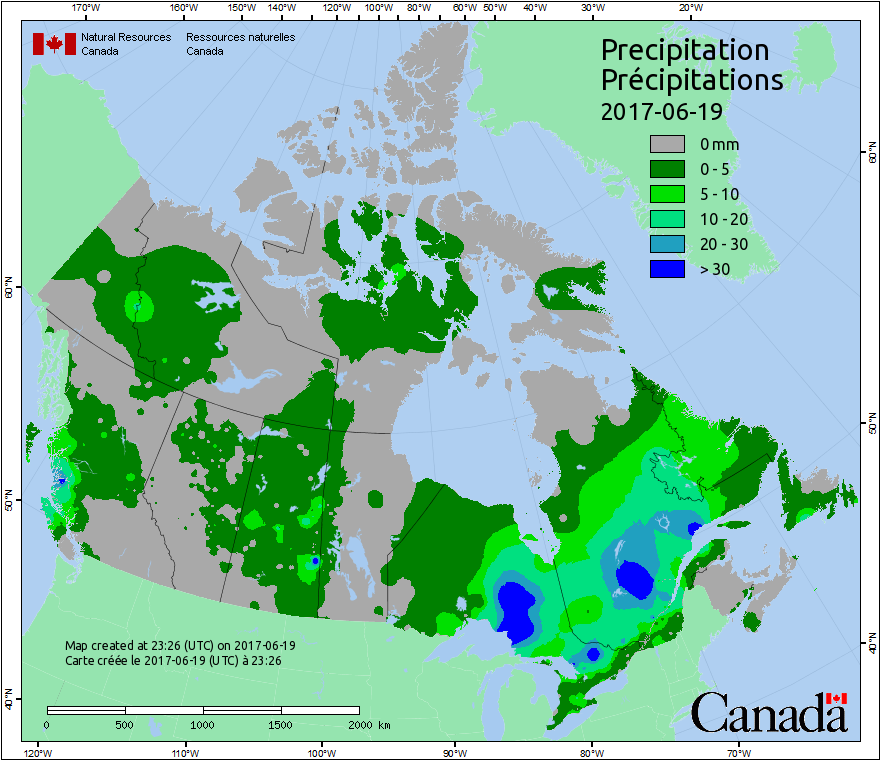 170°W 160°W 150°W 140°W 120°W 100°W 80°W 60°W 50°W 40°W 30°W 20°W
Natural Resources Ressources naturelles
Canada Canada
Precipitation
Précipitations
2017-06-19
0 mm
0 - 5
5 - 10
10 - 20
20 - 30
> 30
60°N
60°N
50°N
50°N
40°N
40°N
Map created at 23:26 (UTC) on 2017-06-19
Carte créée le 2017-06-19 (UTC) à 23:26
0 500 1000 1500 2000 km
Canada
120°W 110°W 100°W 90°W 80°W 70°W